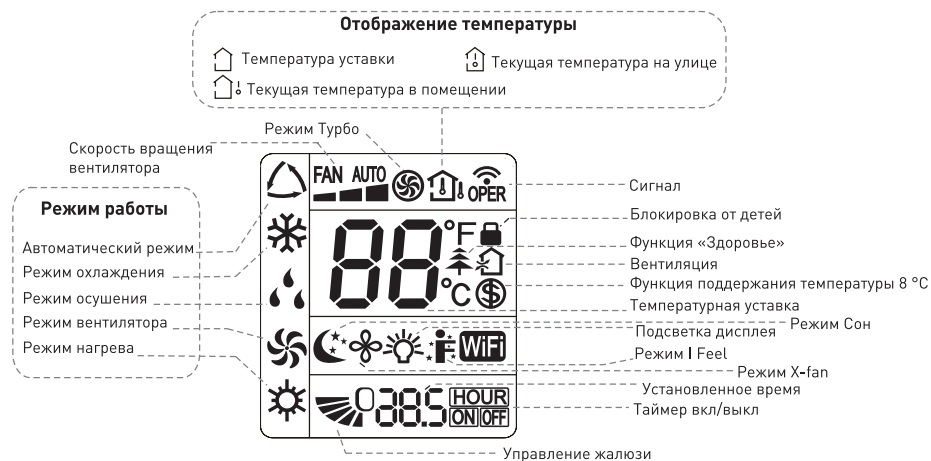 Отображение температуры
Температура уставки
Текущая температура на улице
Текущая температура в помещении
Режим Турбо
Скорость вращения
вентилятора
Режим работы
Автоматический режим
Режим охлаждения
Режим осушения
Режим вентилятора
Режим нагрева
FAN AUTO
OPER
88
°F
°C
WiFi
38.5
HOUR
ON OFF
Сигнал
Блокировка от детей
Функция «Здоровье»
Вентиляция
Функция поддержания температуры 8 °C
Температурная уставка
Режим Сон
Подсветка дисплея
Режим I Feel
Режим X-fan
Установленное время
Таймер вкл/выкл
Управление жалюзи